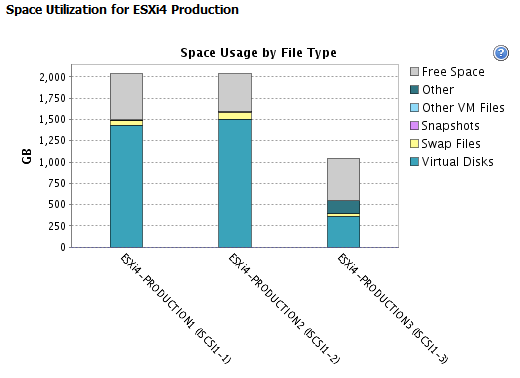 Space Utilization for ESXi4 Production
Space Usage by File Type
?
GB
2,000
1,750
1,500
1,250
1,000
750
500
250
0
ESXi4-PRODUCTION1 (ISCSI1-1)
ESXi4-PRODUCTION2 (ISCSI1-2)
ESXi4-PRODUCTION3 (ISCSI1-3)
Free Space
Other
Other VM Files
Snapshots
Swap Files
Virtual Disks